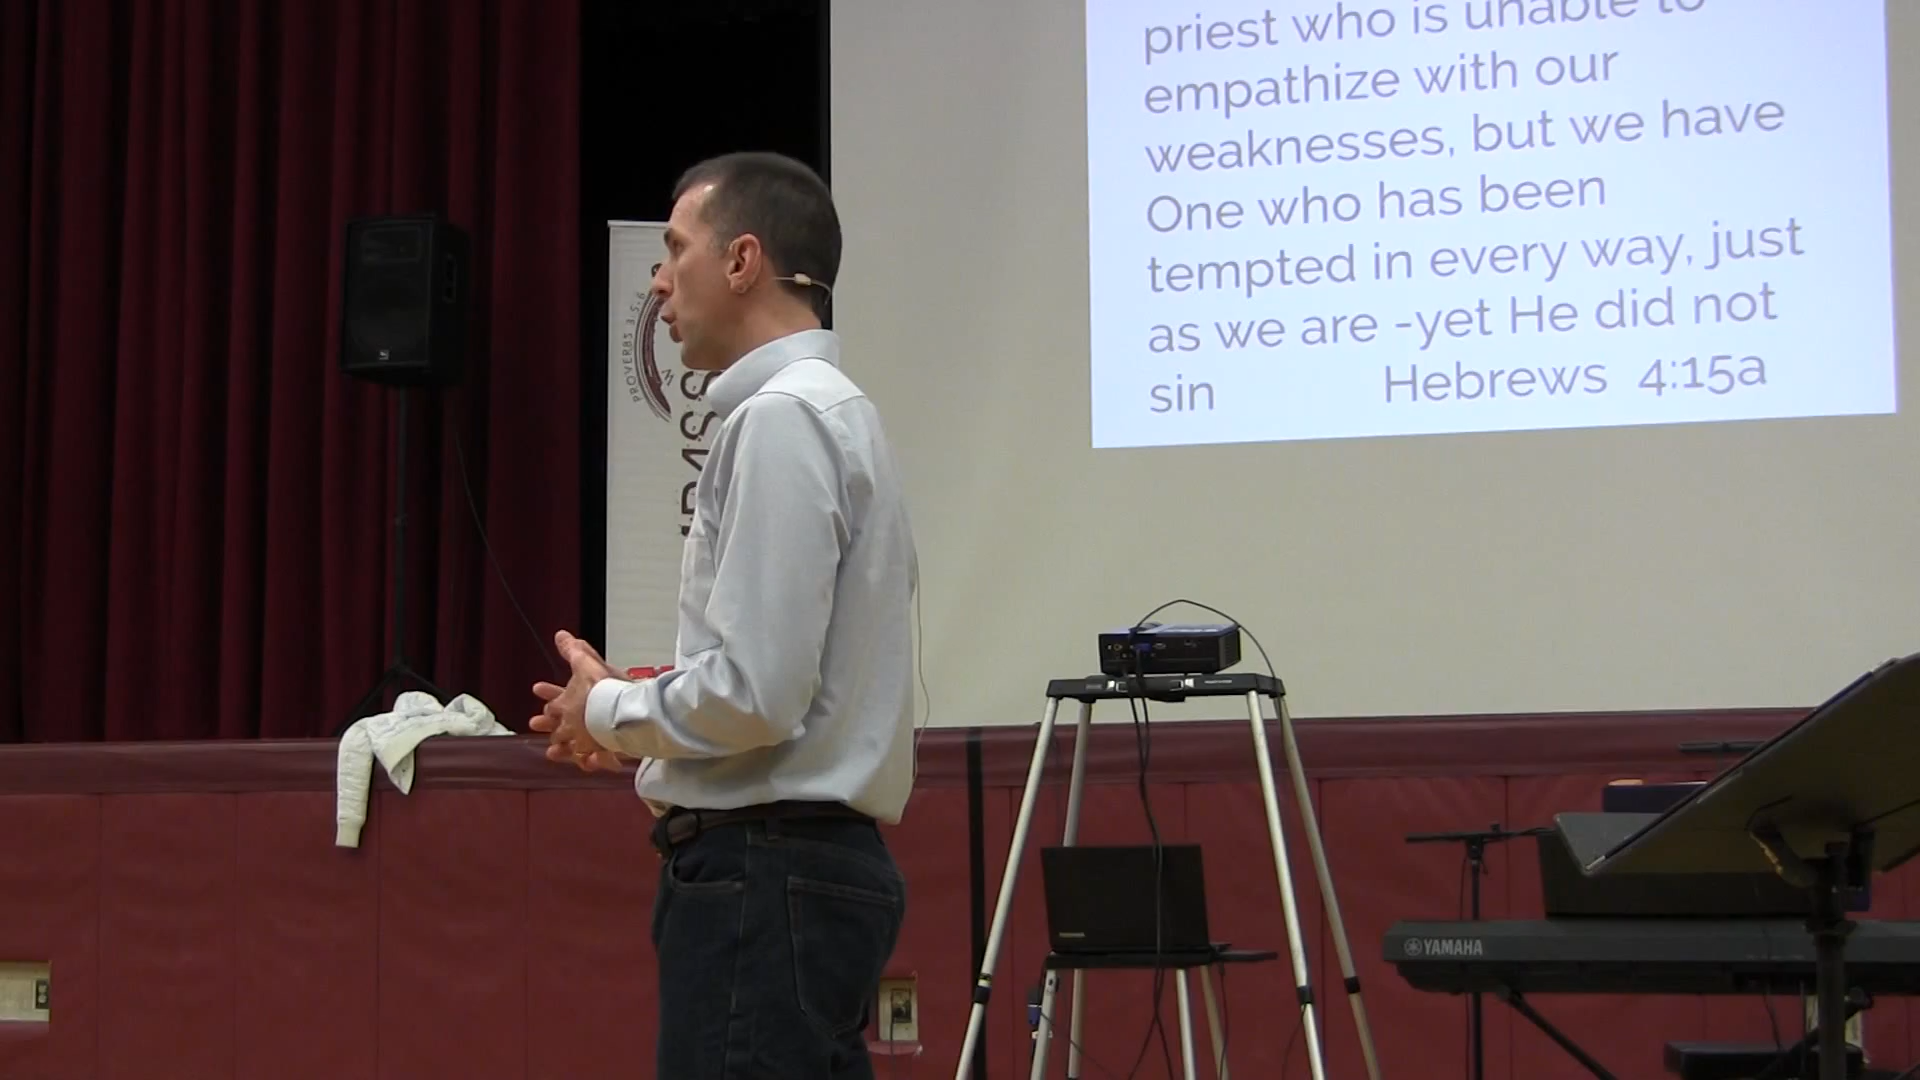 priest who is unable to
empathize with our
weaknesses, but we have
One who has been
tempted in every way, just
as we are -yet He did not
sin Hebrews 4:15a
PROVERBS 3:5-6
YAMAHA